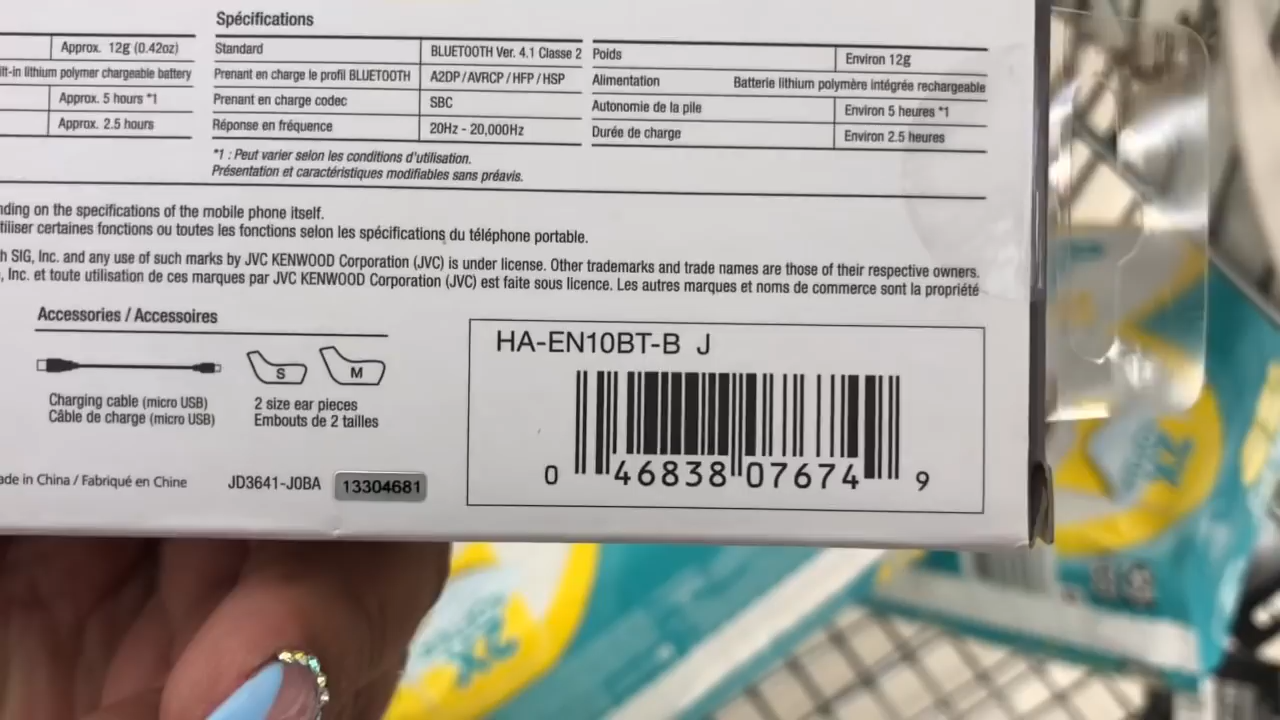 Spécifications
Approx. 12g (0.42oz)
ilt-in lithium polymer chargeable battery
Approx. 5 hours *1
Approx. 2.5 hours
Standard BLUETOOTH Ver. 4.1 Classe 2
Prenant en charge le profil BLUETOOTH A2DP / AVRCP / HFP / HSP
Prenant en charge codec SBC
Réponse en fréquence 20Hz - 20,000Hz
Poids Environ 12g
Alimentation Batterie lithium polymère intégrée rechargeable
Autonomie de la pile Environ 5 heures *1
Durée de charge Environ 2.5 heures
*1 : Peut varier selon les conditions d'utilisation.
Présentation et caractéristiques modifiables sans préavis.
nding on the specifications of the mobile phone itself.
tiliser certaines fonctions ou toutes les fonctions selon les spécifications du téléphone portable.
h SIG, Inc. and any use of such marks by JVC KENWOOD Corporation (JVC) is under license. Other trademarks and trade names are those of their respective owners.
, Inc. et toute utilisation de ces marques par JVC KENWOOD Corporation (JVC) est faite sous licence. Les autres marques et noms de commerce sont la propriété
Accessories / Accessoires
S M
Charging cable (micro USB)
Câble de charge (micro USB)
2 size ear pieces
Embouts de 2 tailles
ade in China / Fabriqué en Chine
JD3641-J0BA 13304681
HA-EN10BT-B J
0 46838 07674 9